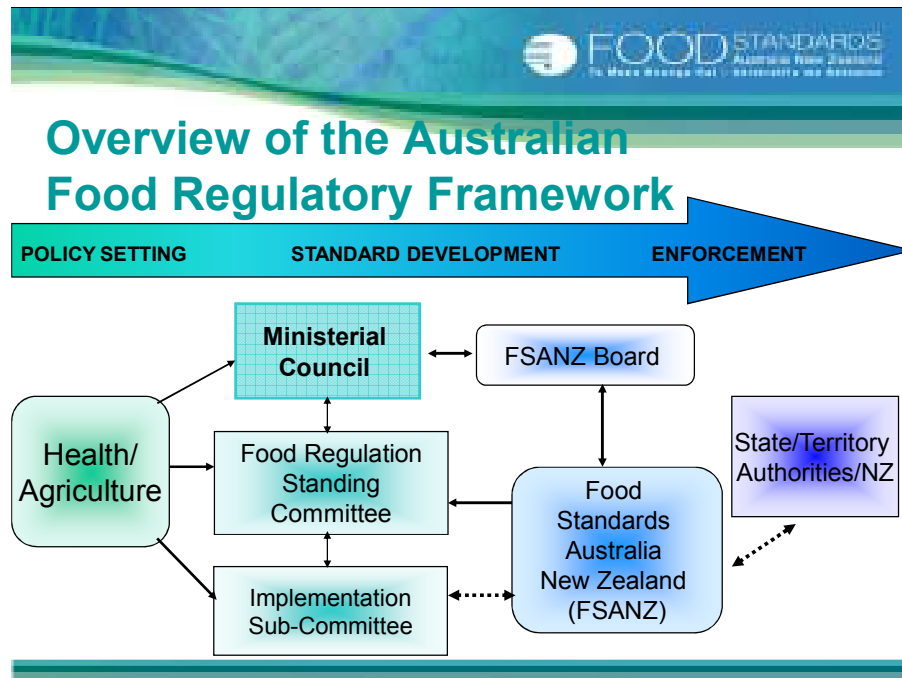 FOOD STANDARDS
Australia New Zealand
Overview of the Australian
Food Regulatory Framework
POLICY SETTING
STANDARD DEVELOPMENT
ENFORCEMENT
Ministerial
Council
FSANZ Board
Health/
Agriculture
Food Regulation
Standing
Committee
State/Territory
Authorities/NZ
Food
Standards
Australia
New Zealand
(FSANZ)
Implementation
Sub-Committee